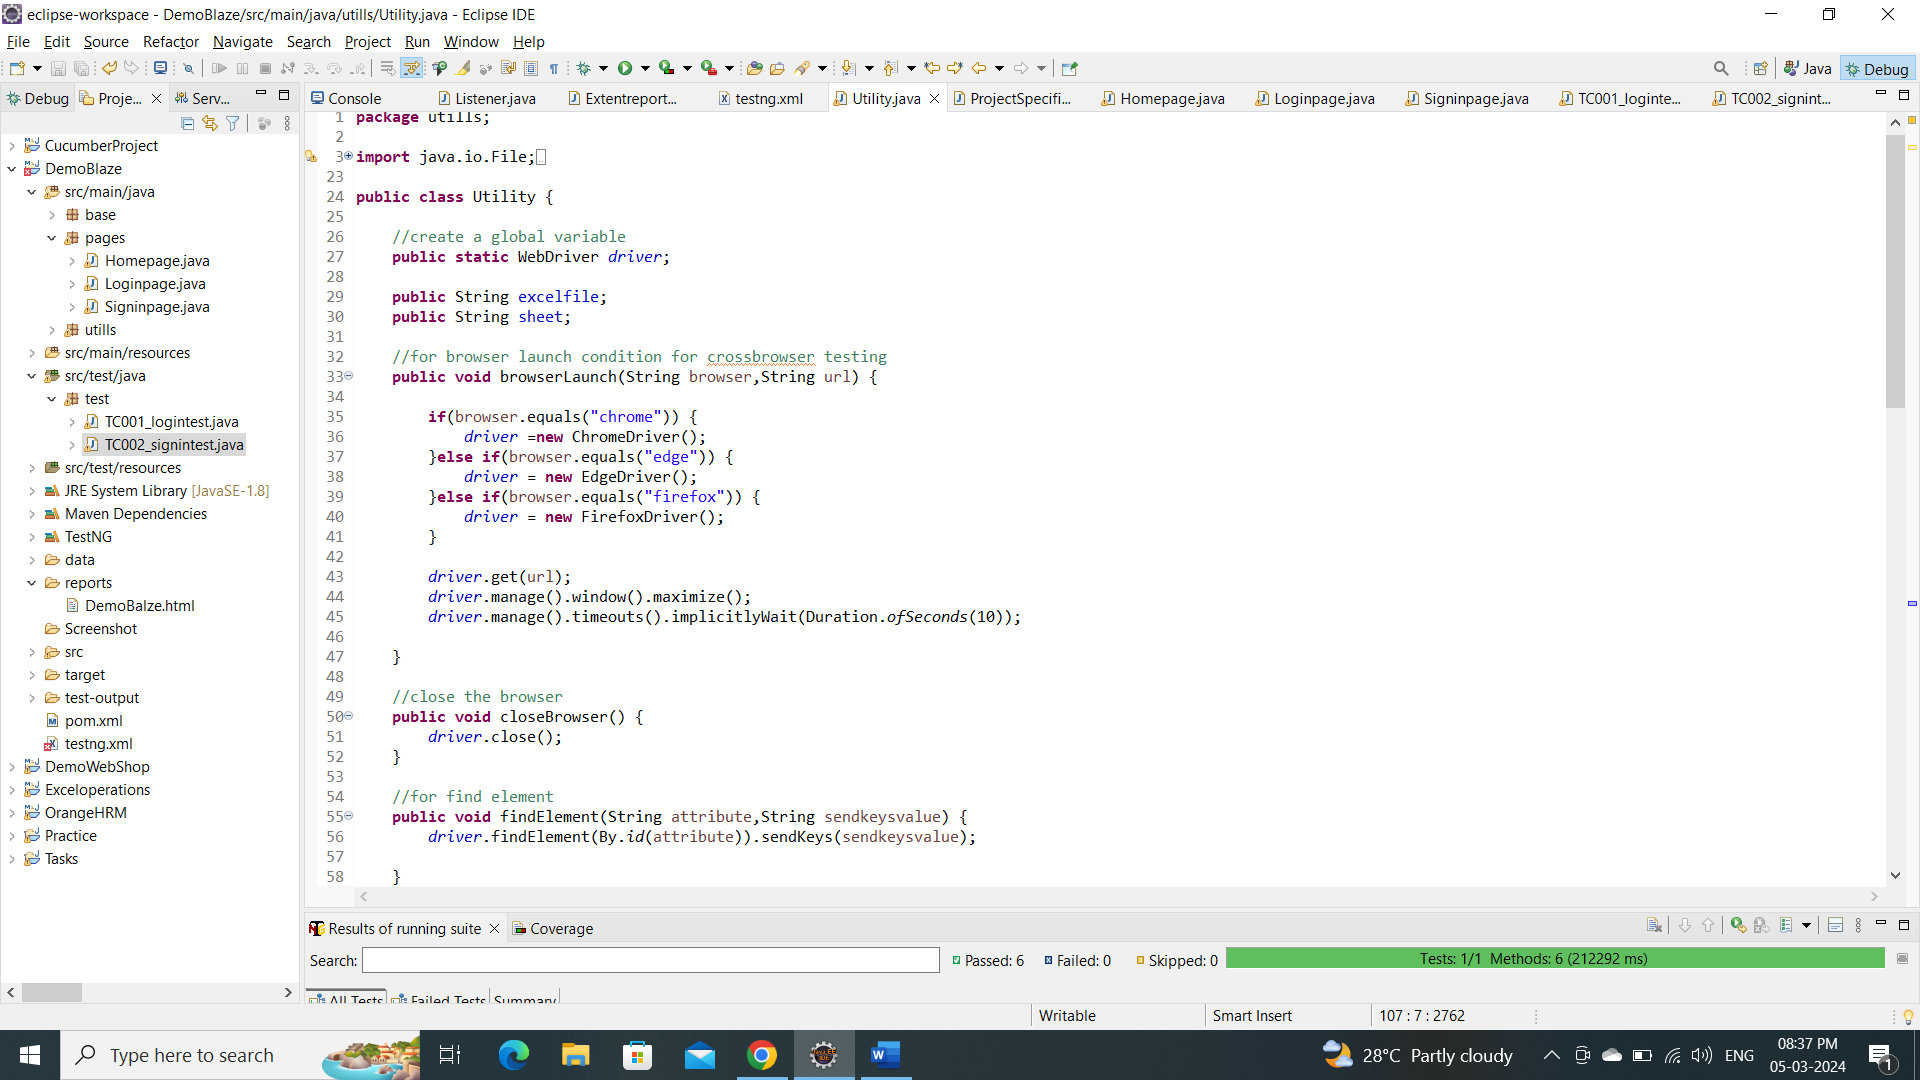 eclipse-workspace - DemoBlaze/src/main/java/utills/Utility.java - Eclipse IDE
File Edit Source Refactor Navigate Search Project Run Window Help
Java Debug
Debug Proje... Serv...
Console Listener.java Extentreport... testng.xml Utility.java ProjectSpecifi... Homepage.java Loginpage.java Signinpage.java TC001_loginte... TC002_signint...
CucumberProject
DemoBlaze
src/main/java
base
pages
Homepage.java
Loginpage.java
Signinpage.java
utills
src/main/resources
src/test/java
test
TC001_logintest.java
TC002_signintest.java
src/test/resources
JRE System Library [JavaSE-1.8]
Maven Dependencies
TestNG
data
reports
DemoBalze.html
Screenshot
src
target
test-output
pom.xml
testng.xml
DemoWebShop
Exceloperations
OrangeHRM
Practice
Tasks
1 package utills;
2
3 import java.io.File;
23
24 public class Utility {
25
26 //create a global variable
27 public static WebDriver driver;
28
29 public String excelfile;
30 public String sheet;
31
32 //for browser launch condition for crossbrowser testing
33 public void browserLaunch(String browser,String url) {
34
35 if(browser.equals("chrome")) {
36 driver =new ChromeDriver();
37 }else if(browser.equals("edge")) {
38 driver = new EdgeDriver();
39 }else if(browser.equals("firefox")) {
40 driver = new FirefoxDriver();
41 }
42
43 driver.get(url);
44 driver.manage().window().maximize();
45 driver.manage().timeouts().implicitlyWait(Duration.ofSeconds(10));
46
47 }
48
49 //close the browser
50 public void closeBrowser() {
51 driver.close();
52 }
53
54 //for find element
55 public void findElement(String attribute,String sendkeysvalue) {
56 driver.findElement(By.id(attribute)).sendKeys(sendkeysvalue);
57
58 }
Results of running suite Coverage
Search: Passed: 6 Failed: 0 Skipped: 0 Tests: 1/1 Methods: 6 (212292 ms)
All Tests Failed Tests Summary
Writable Smart Insert 107 : 7 : 2762
Type here to search 28°C Partly cloudy ENG 08:37 PM
05-03-2024 1